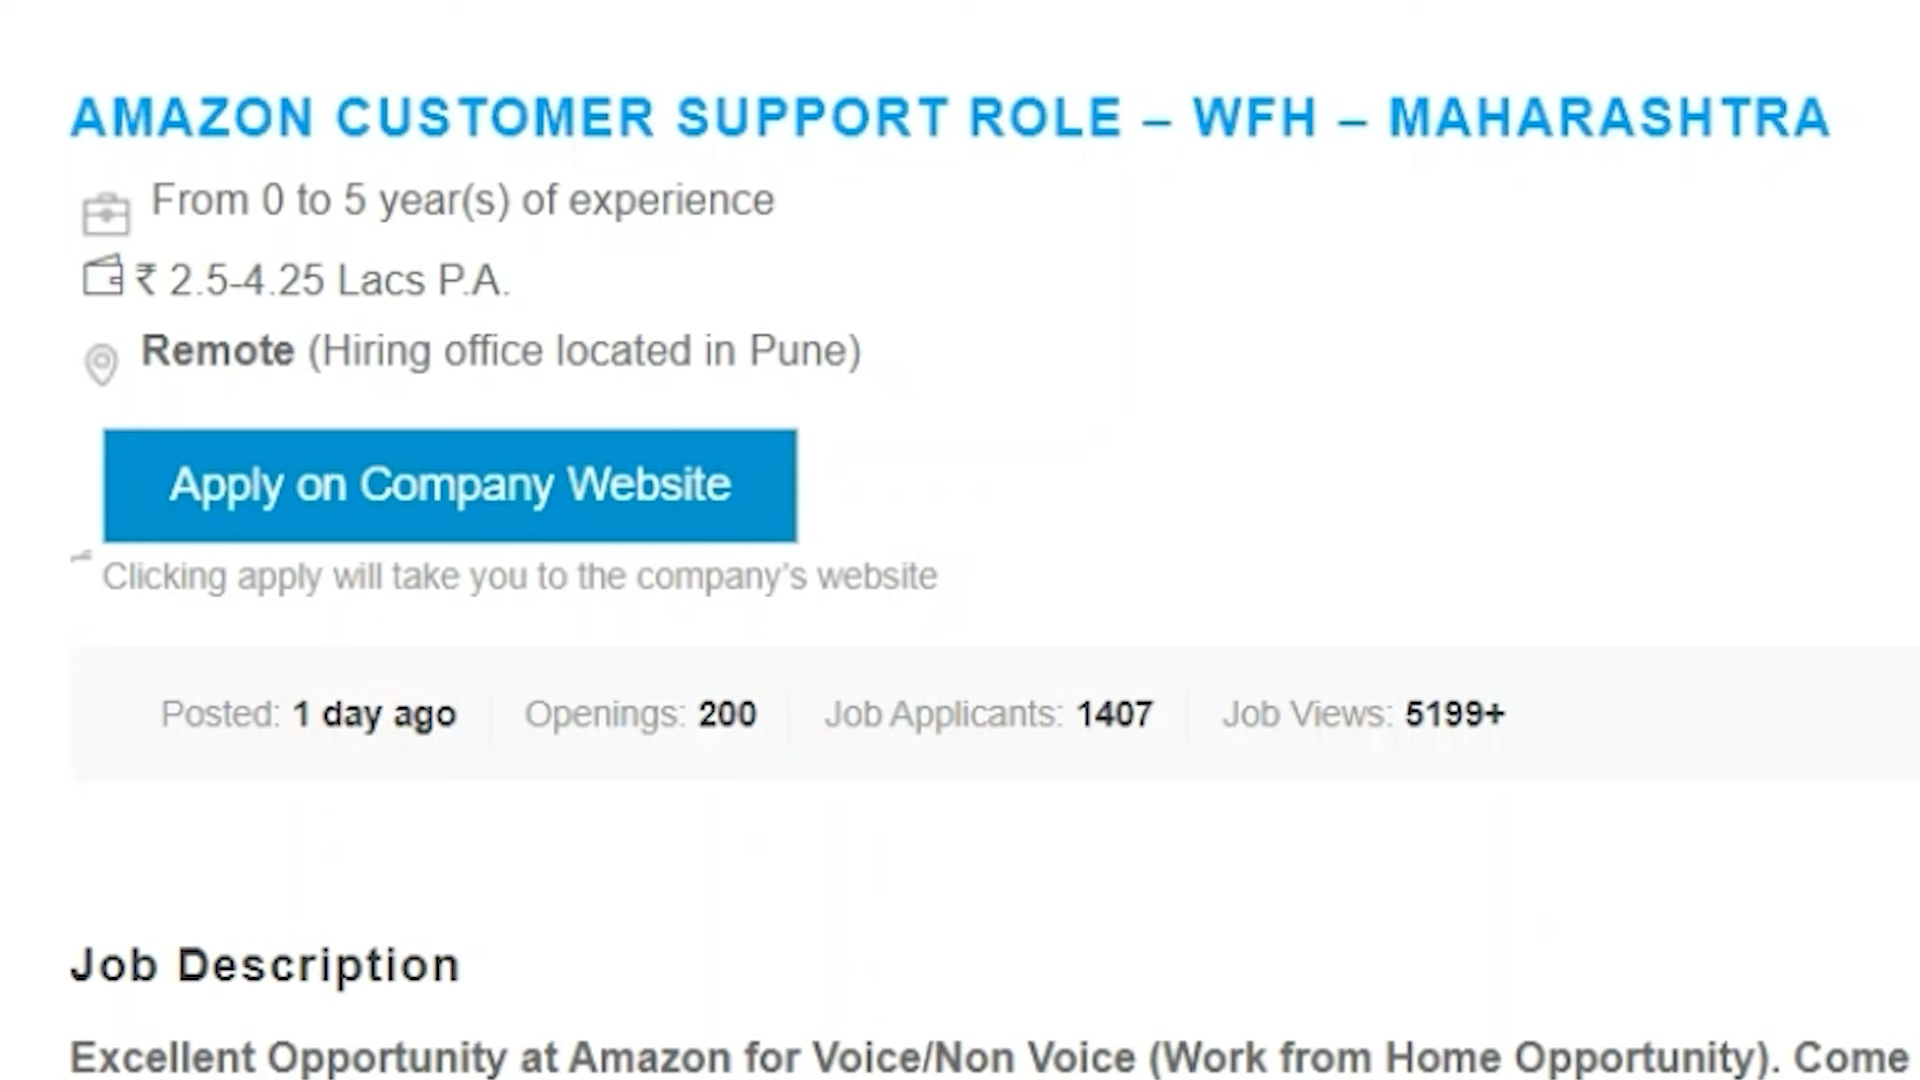 AMAZON CUSTOMER SUPPORT ROLE – WFH – MAHARASHTRA
From 0 to 5 year(s) of experience
₹ 2.5-4.25 Lacs P.A.
Remote (Hiring office located in Pune)
Apply on Company Website
Clicking apply will take you to the company's website
Posted: 1 day ago Openings: 200 Job Applicants: 1407 Job Views: 5199+
Job Description
Excellent Opportunity at Amazon for Voice/Non Voice (Work from Home Opportunity). Come